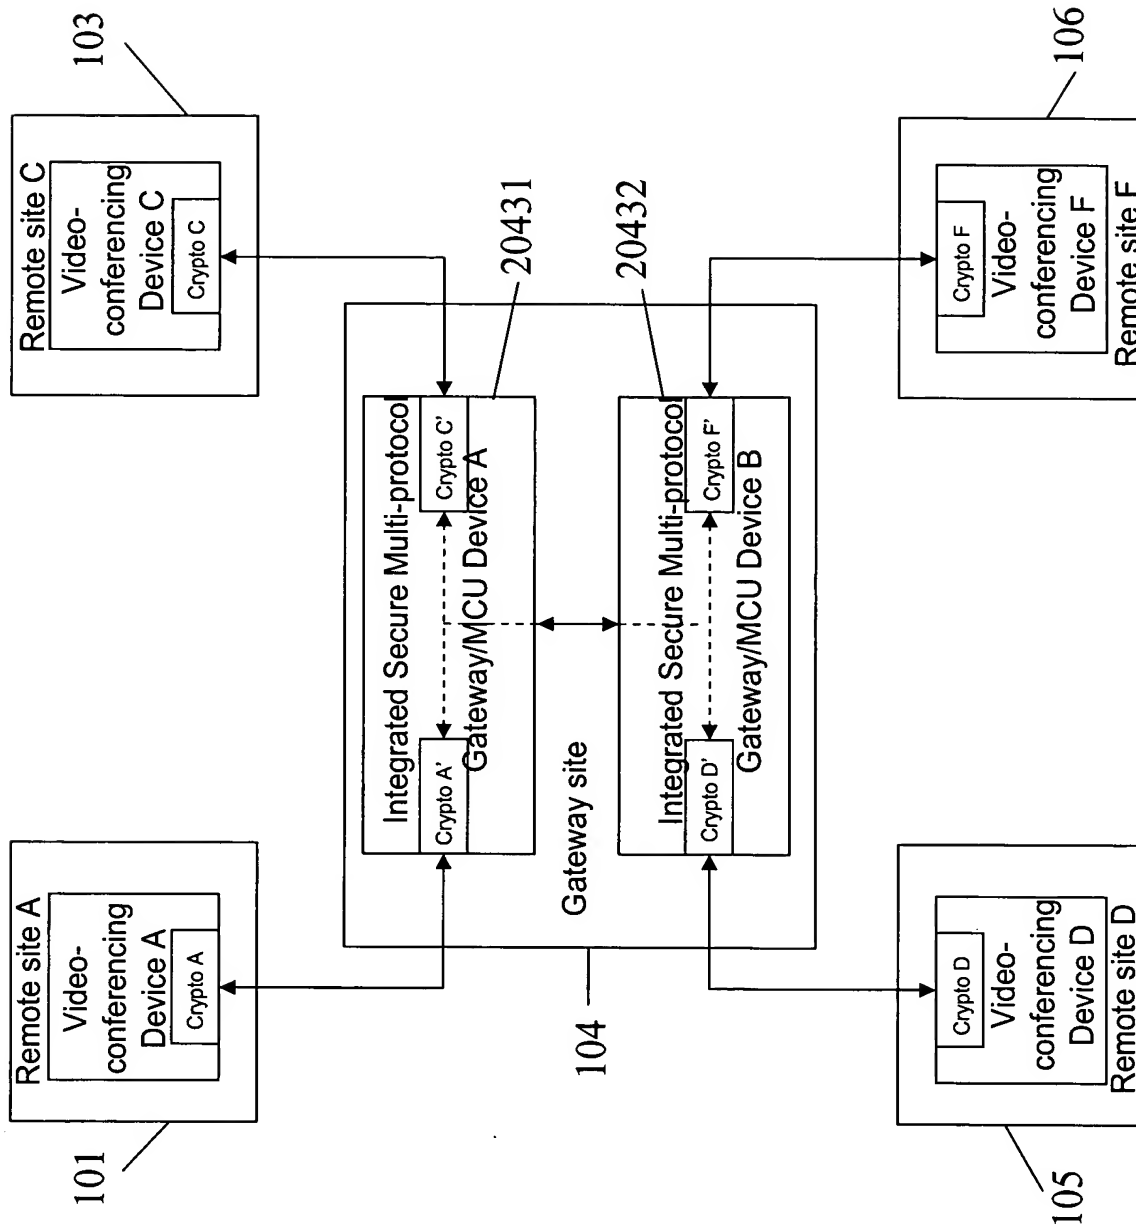 103
106
Remote site C
Video-
conferencing
Device C
Crypto C
20431
20432
Crypto F
Video-
conferencing
Device F
Remote site F
Integrated Secure Multi-protocol
Crypto C'
Gateway/MCU Device A
Crypto A'
Integrated Secure Multi-protocol
Crypto F'
Gateway/MCU Device B
Crypto D'
Gateway site
104
Remote site A
Video-
conferencing
Device A
Crypto A
101
Crypto D
Video-
conferencing
Device D
Remote site D
105